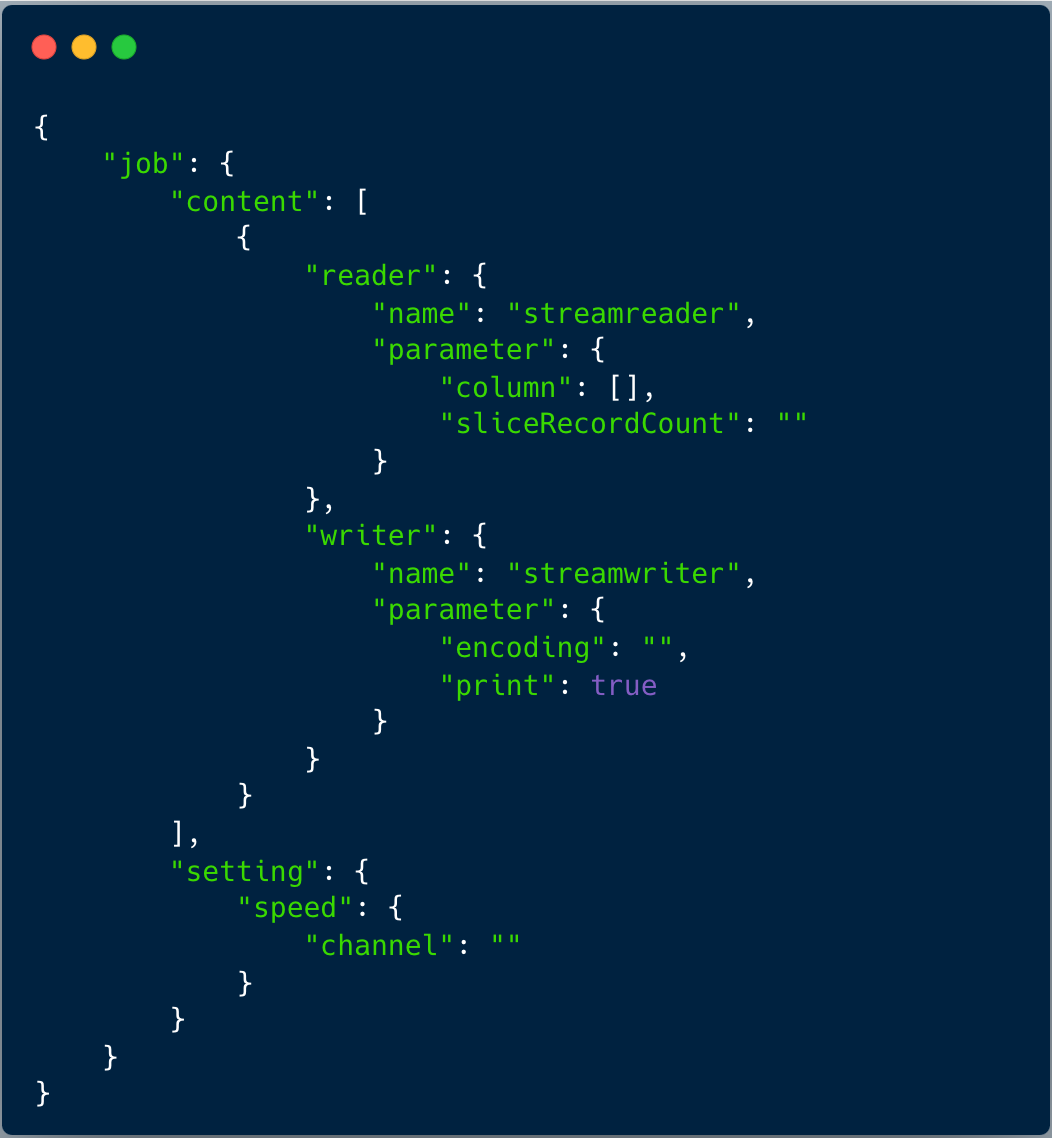 {
    "job": {
        "content": [
            {
                "reader": {
                    "name": "streamreader",
                    "parameter": {
                        "column": [],
                        "sliceRecordCount": ""
                    }
                },
                "writer": {
                    "name": "streamwriter",
                    "parameter": {
                        "encoding": "",
                        "print": true
                    }
                }
            }
        ],
        "setting": {
            "speed": {
                "channel": ""
            }
        }
    }
}